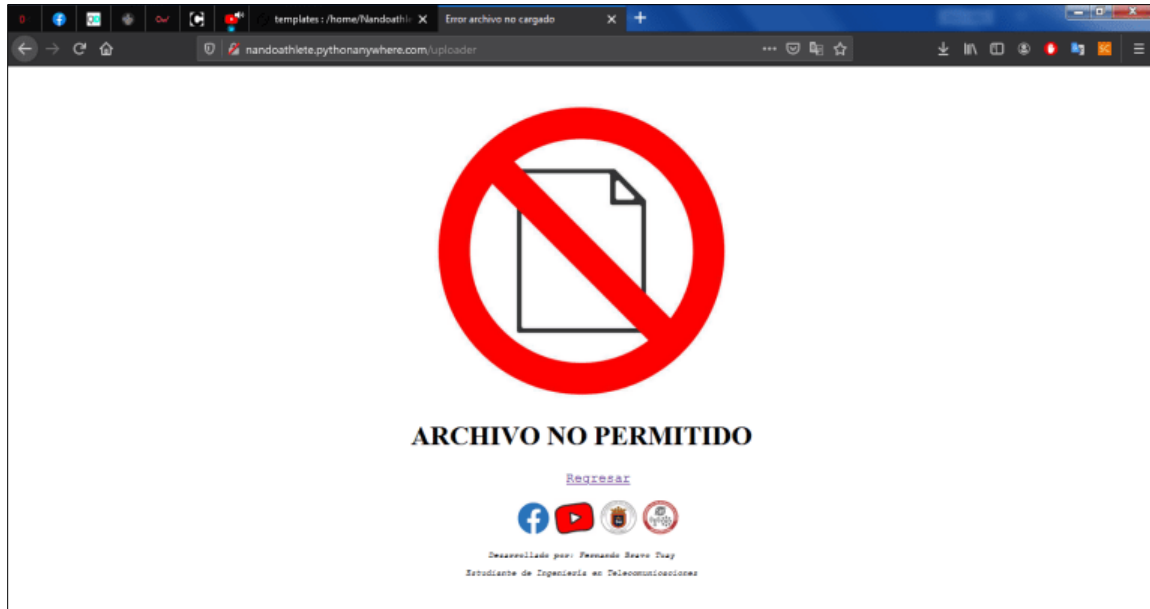 templates : /home/Nandoathle
Error archivo no cargado
nandoathlete.pythonanywhere.com/uploader
ARCHIVO NO PERMITIDO
Regresar
Desarrollado por: Fernando Bravo Tuay
Estudiante de Ingeniería en Telecomunicaciones